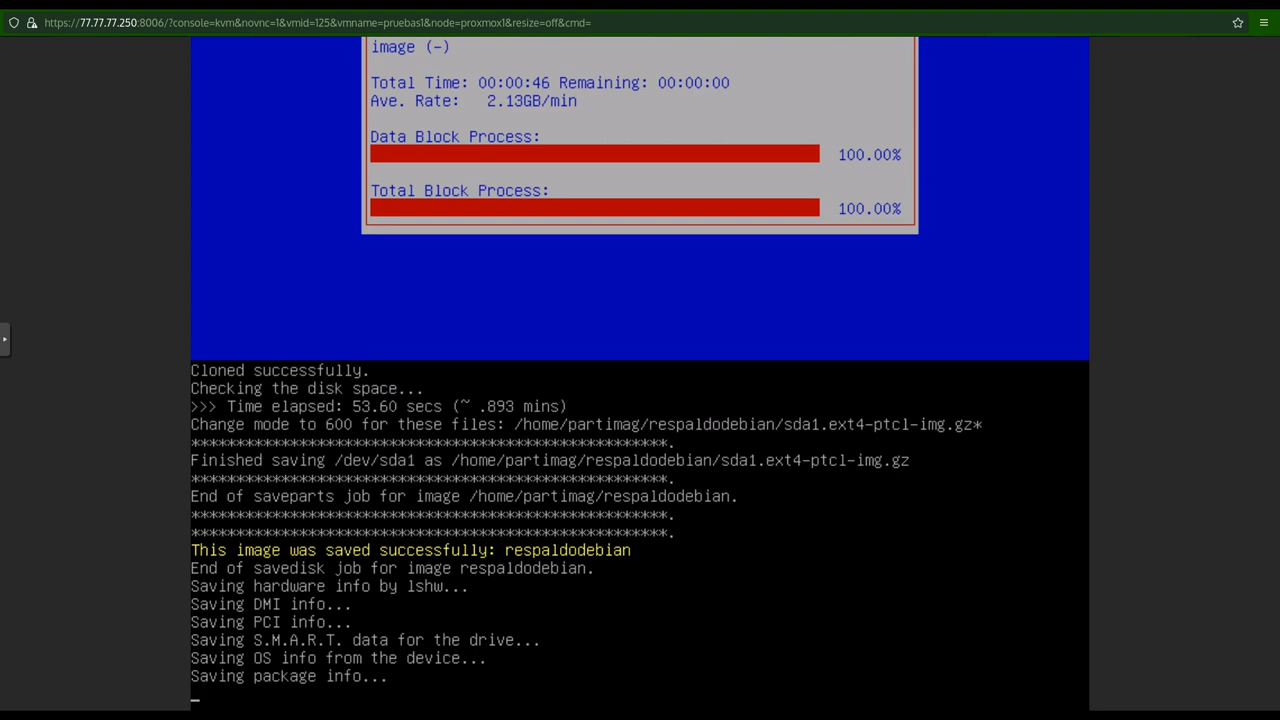 https://77.77.77.250:8006/?console=kvm&novnc=1&vmid=125&vmname=pruebas1&node=proxmox1&resize=off&cmd=
image (-)
Total Time: 00:00:46 Remaining: 00:00:00
Ave. Rate:   2.13GB/min
Data Block Process:
100.00%
Total Block Process:
100.00%
Cloned successfully.
Checking the disk space...
>>> Time elapsed: 53.60 secs (~ .893 mins)
Change mode to 600 for these files: /home/partimag/respaldodebian/sda1.ext4-ptcl-img.gz*
*****************************************************.
Finished saving /dev/sda1 as /home/partimag/respaldodebian/sda1.ext4-ptcl-img.gz
*****************************************************.
End of saveparts job for image /home/partimag/respaldodebian.
*****************************************************.
*****************************************************.
This image was saved successfully: respaldodebian
End of savedisk job for image respaldodebian.
Saving hardware info by lshw...
Saving DMI info...
Saving PCI info...
Saving S.M.A.R.T. data for the drive...
Saving OS info from the device...
Saving package info...